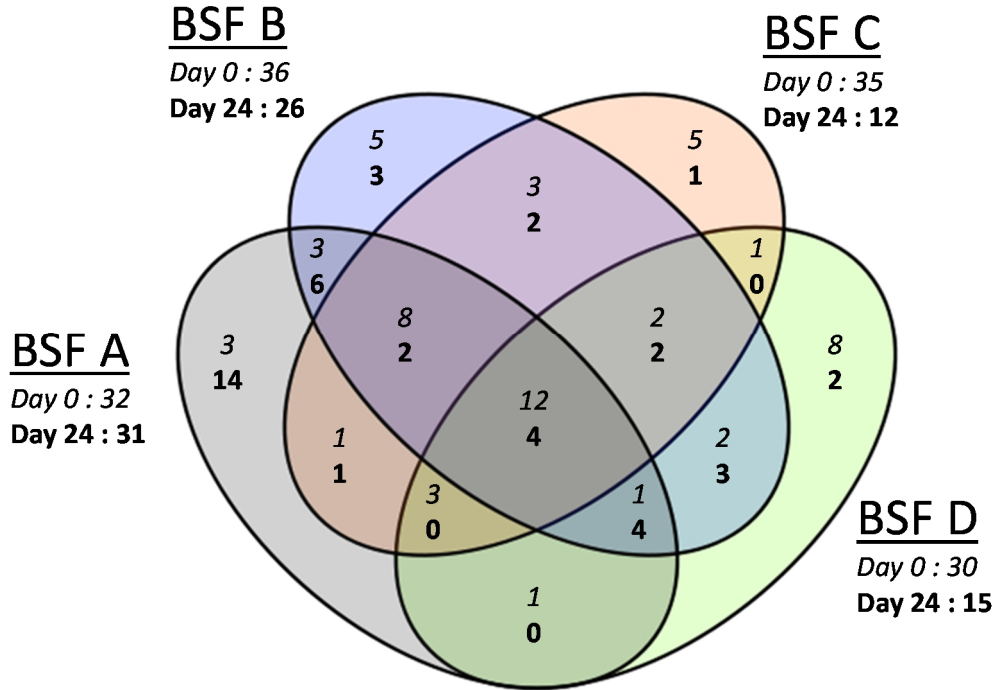 BSF B
Day 0 : 36
Day 24 : 26
BSF C
Day 0 : 35
Day 24 : 12
5
3
3
2
5
1
3
6
1
0
8
2
2
2
BSF A
Day 0 : 32
Day 24 : 31
3
14
8
2
12
4
1
1
2
3
3
0
1
4
BSF D
Day 0 : 30
Day 24 : 15
1
0